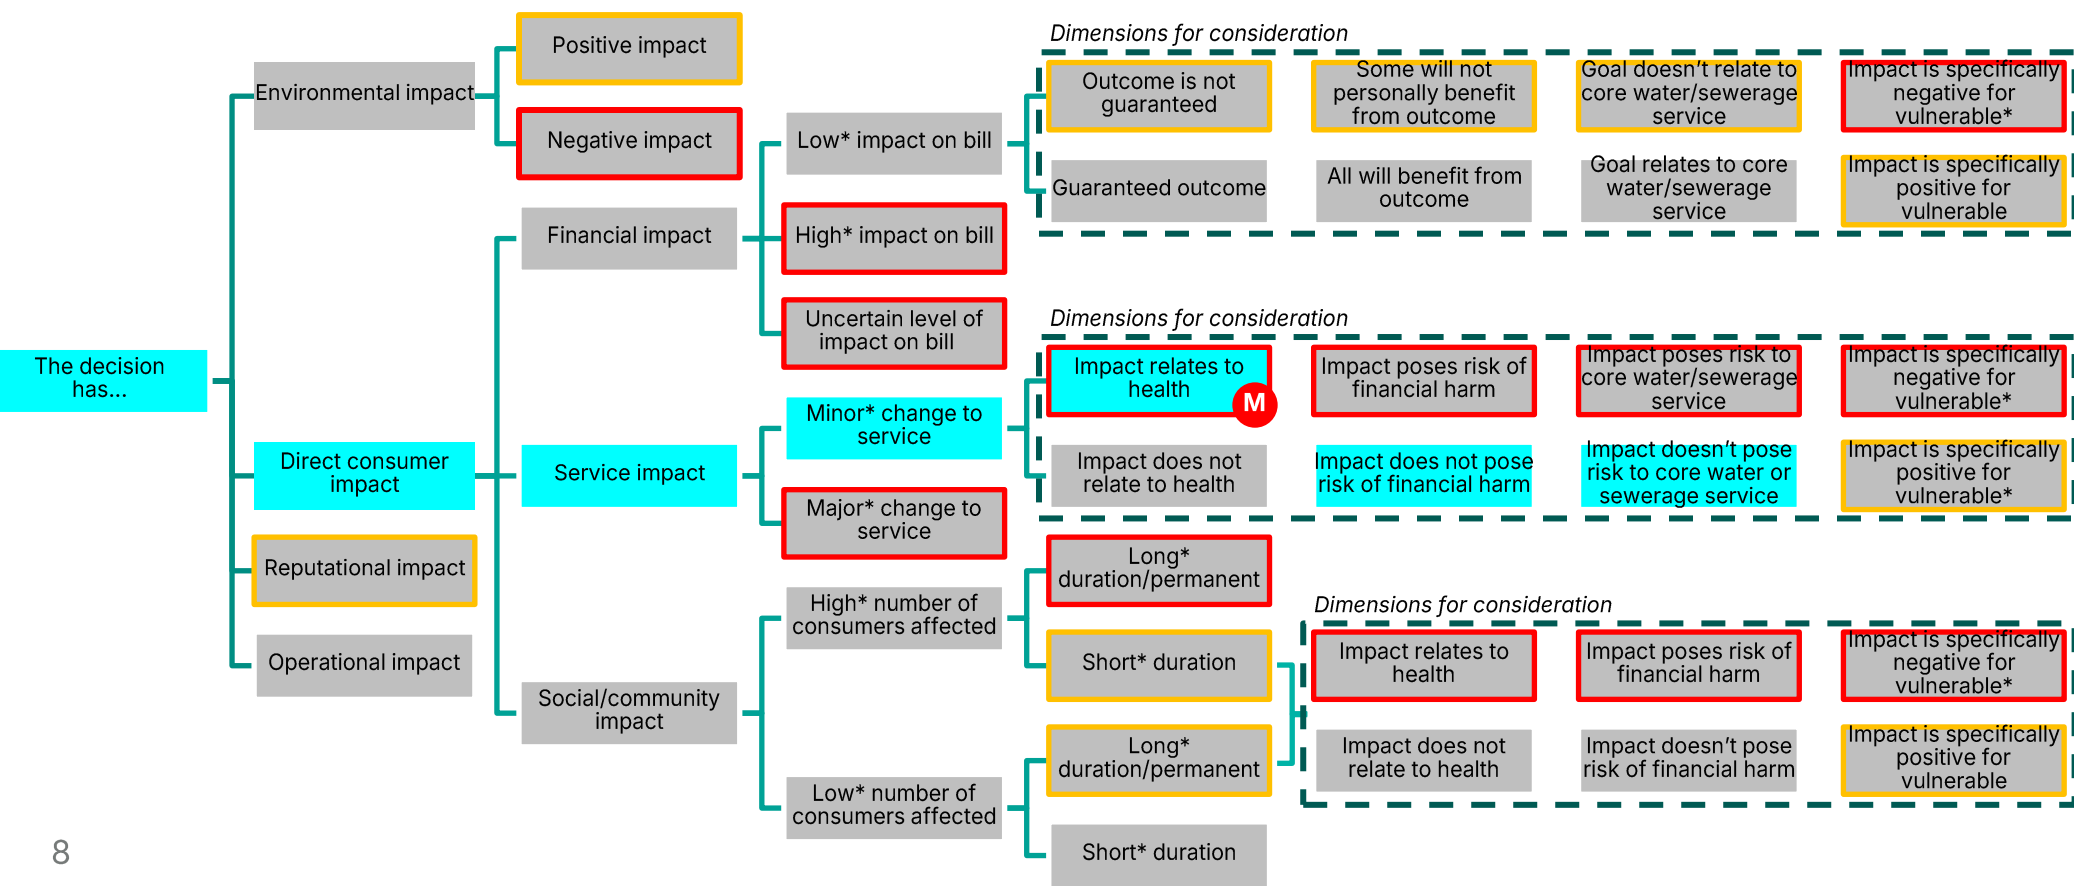 Dimensions for consideration
Positive impact
Environmental impact
Negative impact
Low* impact on bill
Outcome is not
guaranteed
Some will not
personally benefit
from outcome
Goal doesn’t relate to
core water/sewerage
service
Impact is specifically
negative for
vulnerable*
Guaranteed outcome
All will benefit from
outcome
Goal relates to core
water/sewerage
service
Impact is specifically
positive for
vulnerable
Financial impact
High* impact on bill
Uncertain level of
impact on bill
Dimensions for consideration
The decision
has...
Direct consumer
impact
Service impact
Minor* change to
service
Major* change to
service
Impact relates to
health
M
Impact poses risk of
financial harm
Impact poses risk to
core water/sewerage
service
Impact is specifically
negative for
vulnerable*
Impact does not
relate to health
Impact does not pose
risk of financial harm
Impact doesn’t pose
risk to core water or
sewerage service
Impact is specifically
positive for
vulnerable*
Reputational impact
Operational impact
Social/community
impact
High* number of
consumers affected
Low* number of
consumers affected
Long*
duration/permanent
Short* duration
Long*
duration/permanent
Short* duration
Dimensions for consideration
Impact relates to
health
Impact poses risk of
financial harm
Impact is specifically
negative for
vulnerable*
Impact does not
relate to health
Impact doesn’t pose
risk of financial harm
Impact is specifically
positive for
vulnerable
8